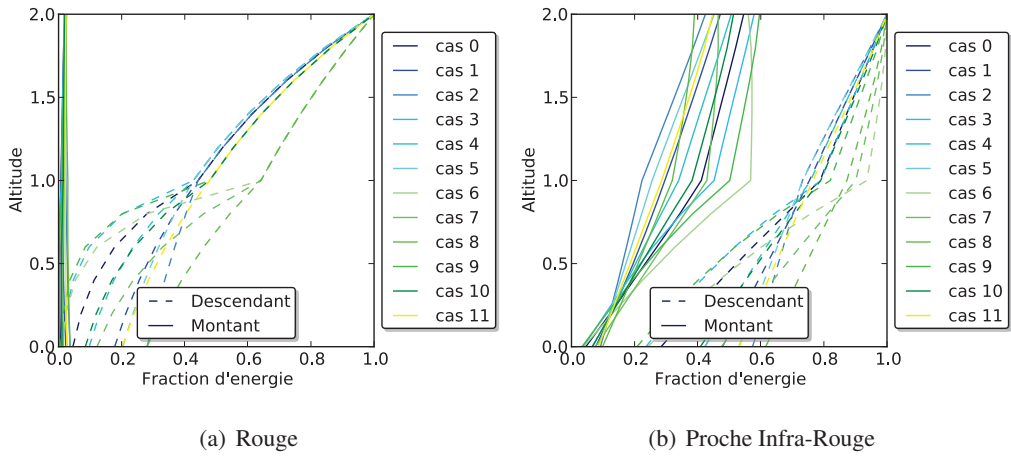 2.0
1.5
1.0
0.5
0.0
Altitude
0.0 0.2 0.4 0.6 0.8 1.0
Fraction d'energie
Descendant
Montant
cas 0
cas 1
cas 2
cas 3
cas 4
cas 5
cas 6
cas 7
cas 8
cas 9
cas 10
cas 11
(a) Rouge
2.0
1.5
1.0
0.5
0.0
Altitude
0.0 0.2 0.4 0.6 0.8 1.0
Fraction d'energie
Descendant
Montant
cas 0
cas 1
cas 2
cas 3
cas 4
cas 5
cas 6
cas 7
cas 8
cas 9
cas 10
cas 11
(b) Proche Infra-Rouge